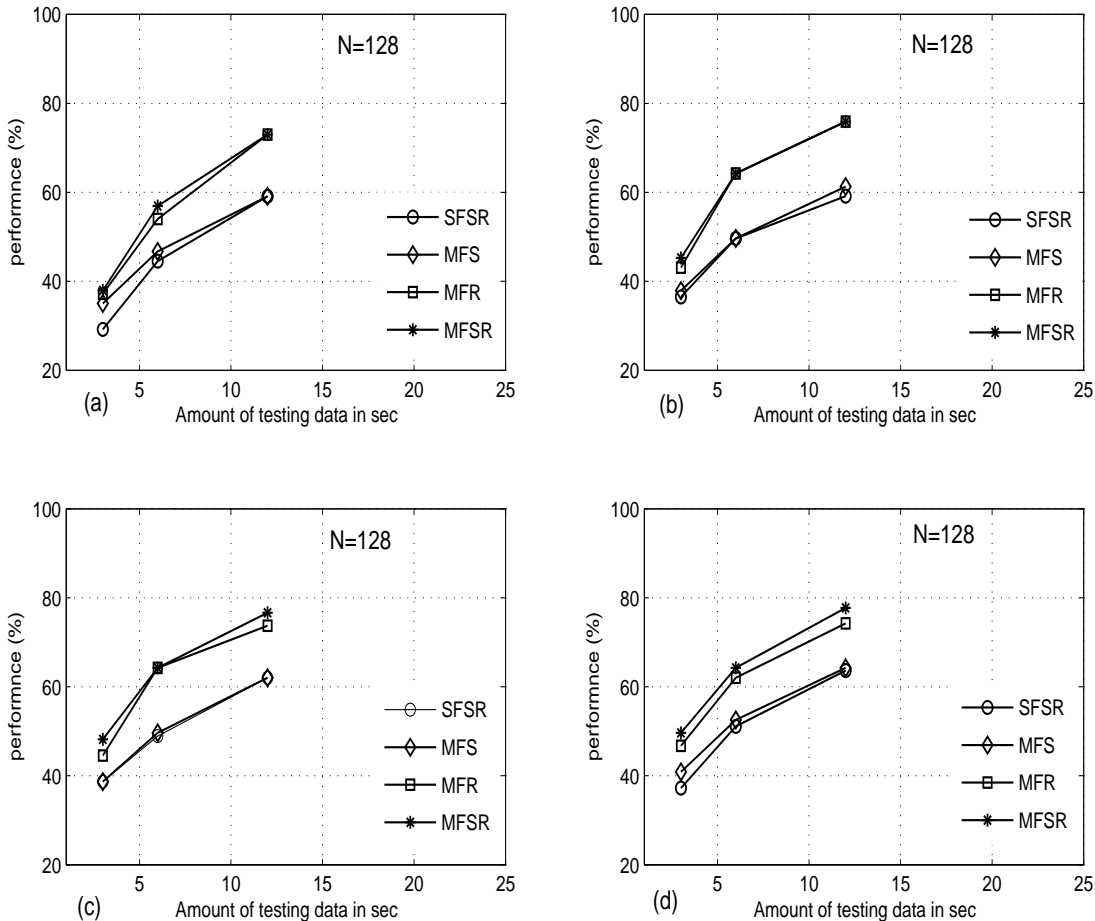 100
80
60
40
20
performnce (%)
N=128
SFSR
MFS
MFR
MFSR
5 10 15 20 25
(a)
Amount of testing data in sec
100
80
60
40
20
performnce (%)
N=128
SFSR
MFS
MFR
MFSR
5 10 15 20 25
(b)
Amount of testing data in sec
100
80
60
40
20
performnce (%)
N=128
SFSR
MFS
MFR
MFSR
5 10 15 20 25
(c)
Amount of testing data in sec
100
80
60
40
20
performnce (%)
N=128
SFSR
MFS
MFR
MFSR
5 10 15 20 25
(d)
Amount of testing data in sec